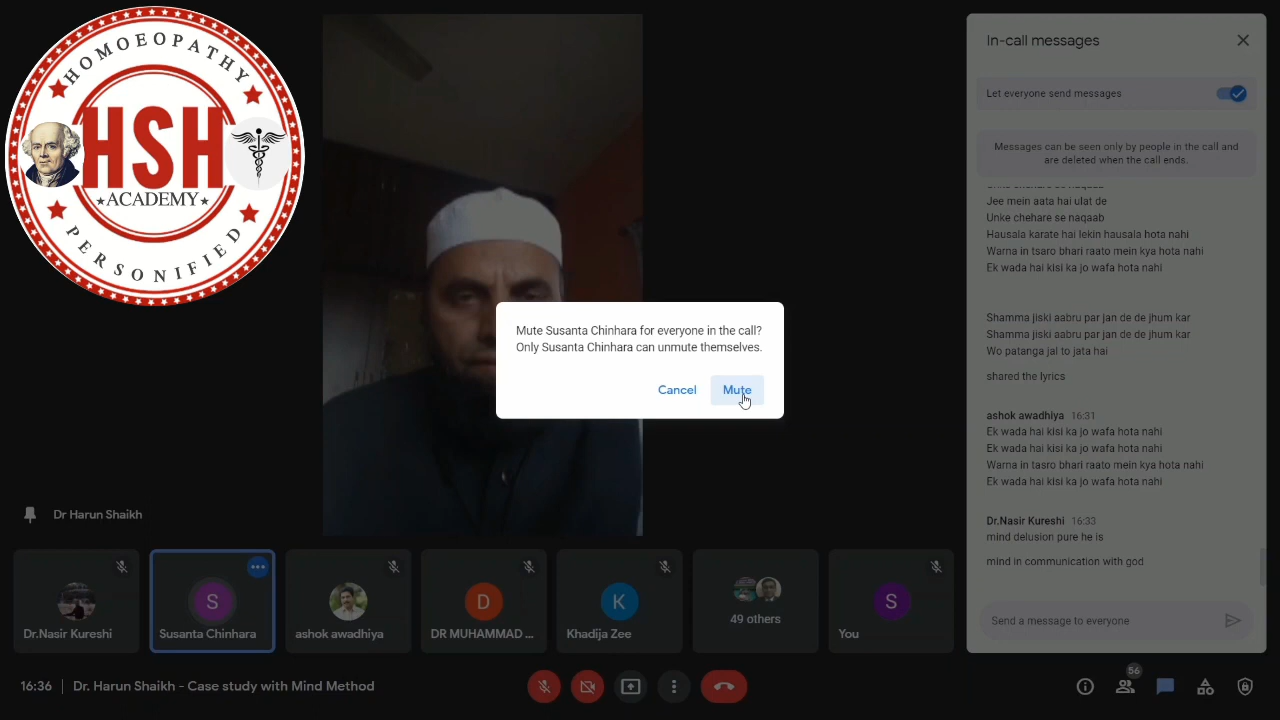 HOMOEOPATHY
HSH
ACADEMY
PERSONIFIED
In-call messages
Let everyone send messages
Messages can be seen only by people in the call and
are deleted when the call ends.
Unke chehare se naqaab
Jee mein aata hai ulat de
Unke chehare se naqaab
Hausala karate hai lekin hausala hota nahi
Warna in tsaro bhari raato mein kya hota nahi
Ek wada hai kisi ka jo wafa hota nahi
Shamma jiski aabru par jan de de jhum kar
Shamma jiski aabru par jan de de jhum kar
Wo patanga jal to jata hai
shared the lyrics
ashok awadhiya 16:31
Ek wada hai kisi ka jo wafa hota nahi
Ek wada hai kisi ka jo wafa hota nahi
Warna in tasro bhari raato mein kya hota nahi
Ek wada hai kisi ka jo wafa hota nahi
Dr.Nasir Kureshi 16:33
mind delusion pure he is
mind in communication with god
Send a message to everyone
Mute Susanta Chinhara for everyone in the call?
Only Susanta Chinhara can unmute themselves.
Cancel Mute
Dr Harun Shaikh
Dr.Nasir Kureshi
S
Susanta Chinhara
ashok awadhiya
D
DR MUHAMMAD ...
K
Khadija Zee
49 others
S
You
16:36 | Dr. Harun Shaikh - Case study with Mind Method
56